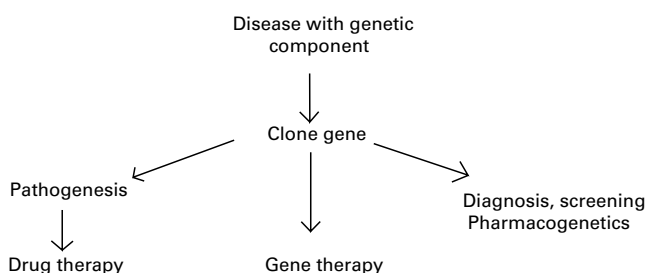 Disease with genetic
component
Clone gene
Pathogenesis
Diagnosis, screening
Pharmacogenetics
Drug therapy
Gene therapy